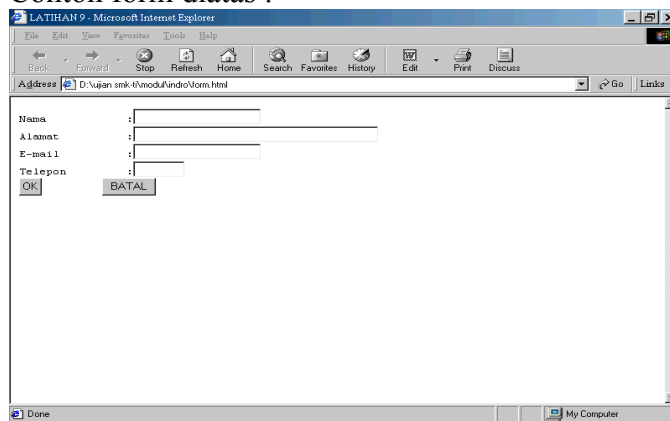 Contoh form diatas :
LATIHAN 9 - Microsoft Internet Explorer
File Edit View Favorites Tools Help
Back Forward Stop Refresh Home Search Favorites History Edit Print Discuss
Address D:\ujian smk-ti\modul\indro\form.html Go Links
Nama :
Alamat :
E-mail :
Telepon :
OK BATAL
Done My Computer